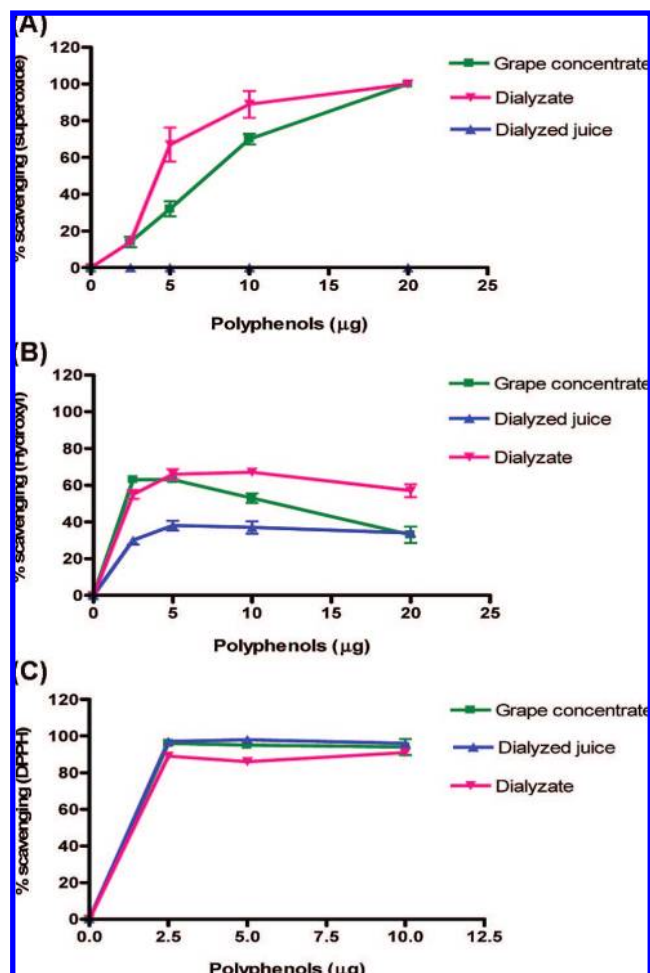 (A)
120
100
80
60
40
20
0
% scavenging (superoxide)
0 5 10 15 20 25
Polyphenols (µg)
Grape concentrate
Dialyzate
Dialyzed juice
(B)
120
100
80
60
40
20
0
% scavenging (Hydroxyl)
0 5 10 15 20 25
Polyphenols (µg)
Grape concentrate
Dialyzed juice
Dialyzate
(C)
120
100
80
60
40
20
0
% scavenging (DPPH)
0.0 2.5 5.0 7.5 10.0 12.5
Polyphenols (µg)
Grape concentrate
Dialyzed juice
Dialyzate